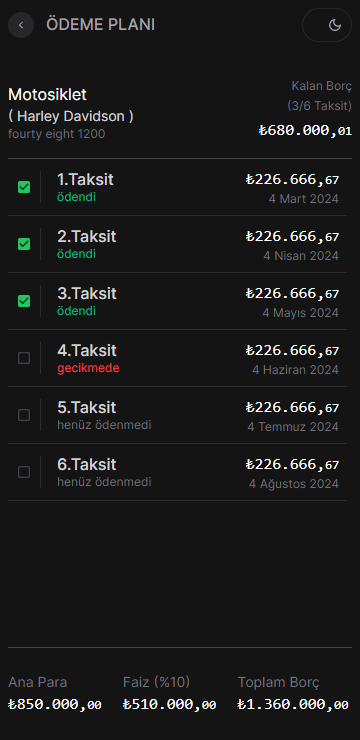 ÖDEME PLANI
Kalan Borç
Motosiklet
(3/6 Taksit)
( Harley Davidson )
₺680.000,01
fourty eight 1200
1.Taksit ₺226.666,67
ödendi 4 Mart 2024
2.Taksit ₺226.666,67
ödendi 4 Nisan 2024
3.Taksit ₺226.666,67
ödendi 4 Mayıs 2024
4.Taksit ₺226.666,67
gecikmede 4 Haziran 2024
5.Taksit ₺226.666,67
henüz ödenmedi 4 Temmuz 2024
6.Taksit ₺226.666,67
henüz ödenmedi 4 Ağustos 2024
Ana Para Faiz (%10) Toplam Borç
₺850.000,00 ₺510.000,00 ₺1.360.000,00